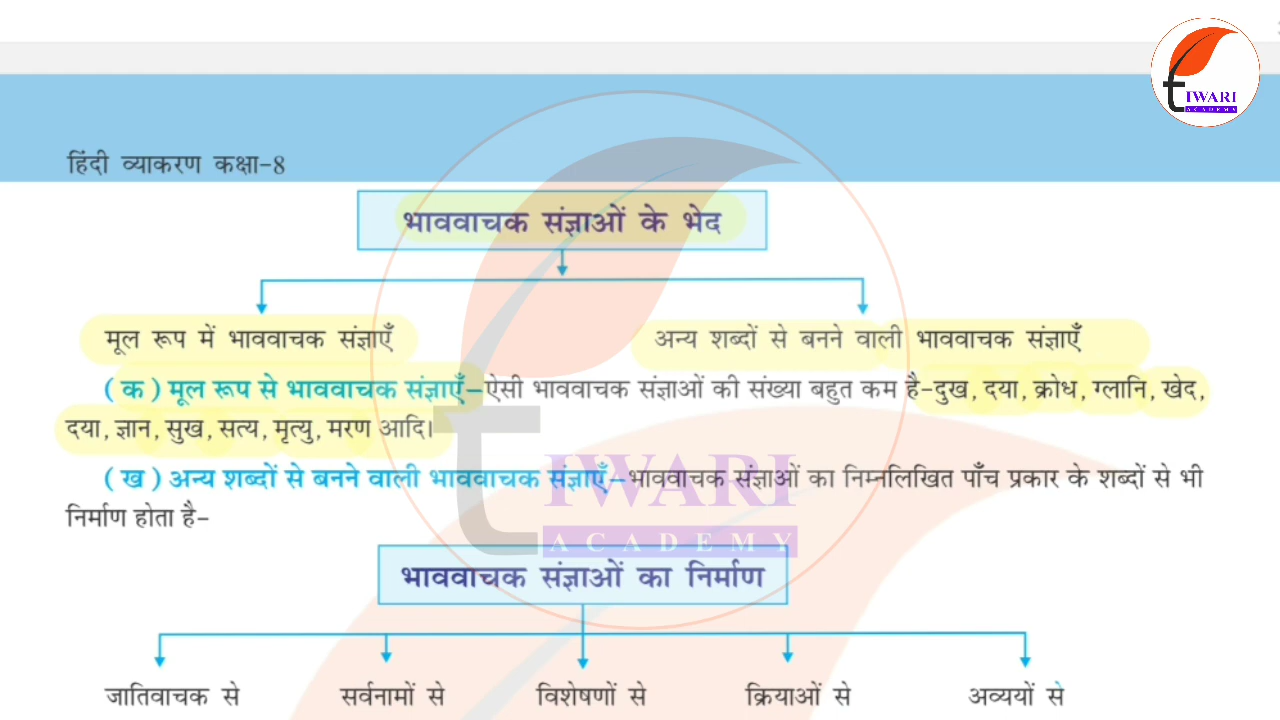 हिंदी व्याकरण कक्षा-8
भाववाचक संज्ञाओं के भेद
मूल रूप में भाववाचक संज्ञाएँ
अन्य शब्दों से बनने वाली भाववाचक संज्ञाएँ
( क ) मूल रूप से भाववाचक संज्ञाएँ–ऐसी भाववाचक संज्ञाओं की संख्या बहुत कम है–दुख, दया, क्रोध, ग्लानि, खेद,
दया, ज्ञान, सुख, सत्य, मृत्यु, मरण आदि।
( ख ) अन्य शब्दों से बनने वाली भाववाचक संज्ञाएँ–भाववाचक संज्ञाओं का निम्नलिखित पाँच प्रकार के शब्दों से भी
निर्माण होता है–
भाववाचक संज्ञाओं का निर्माण
जातिवाचक से
सर्वनामों से
विशेषणों से
क्रियाओं से
अव्ययों से
TIWARI
ACADEMY
TIWARI
ACADEMY